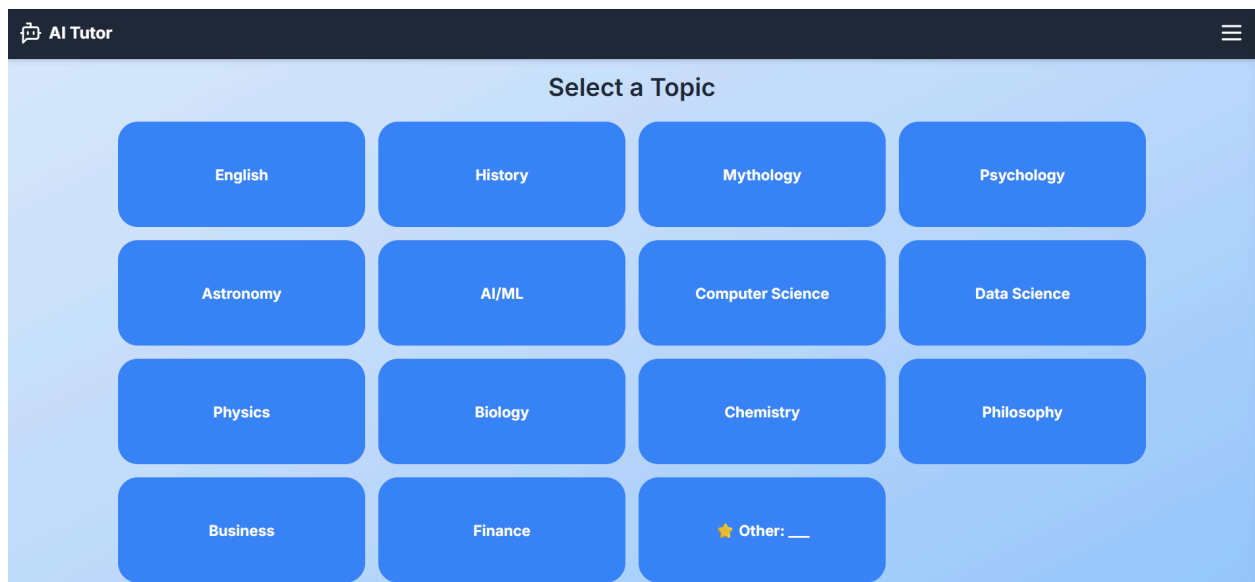 AI Tutor
Select a Topic
English
History
Mythology
Psychology
Astronomy
AI/ML
Computer Science
Data Science
Physics
Biology
Chemistry
Philosophy
Business
Finance
⭐ Other: ___